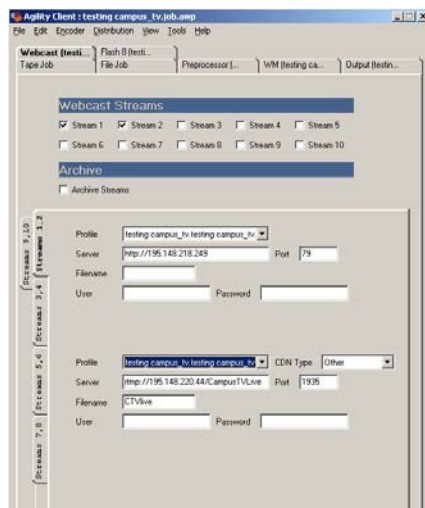 Agility Client : testing campus_tv.job.awp
File Edit Encoder Distribution View Tools Help
Webcast (testi... Flash 8 (testi...
Tape Job File Job Preprocessor (... WM (testing ca... Output (testin...
Webcast Streams
Stream 1 Stream 2 Stream 3 Stream 4 Stream 5
Stream 6 Stream 7 Stream 8 Stream 9 Stream 10
Archive
Archive Streams
Streams 1,2
Streams 3,4
Streams 5,6
Streams 7,8
Streams 9,10
Profile testing campus_tv.testing campus_tv.
Server http://195.148.218.249 Port 79
Filename
User Password
Profile testing campus_tv.testing campus_tv CDN Type Other
Server rtmp://195.148.220.44/CampusTVLive Port 1935
Filename CTVlive
User Password